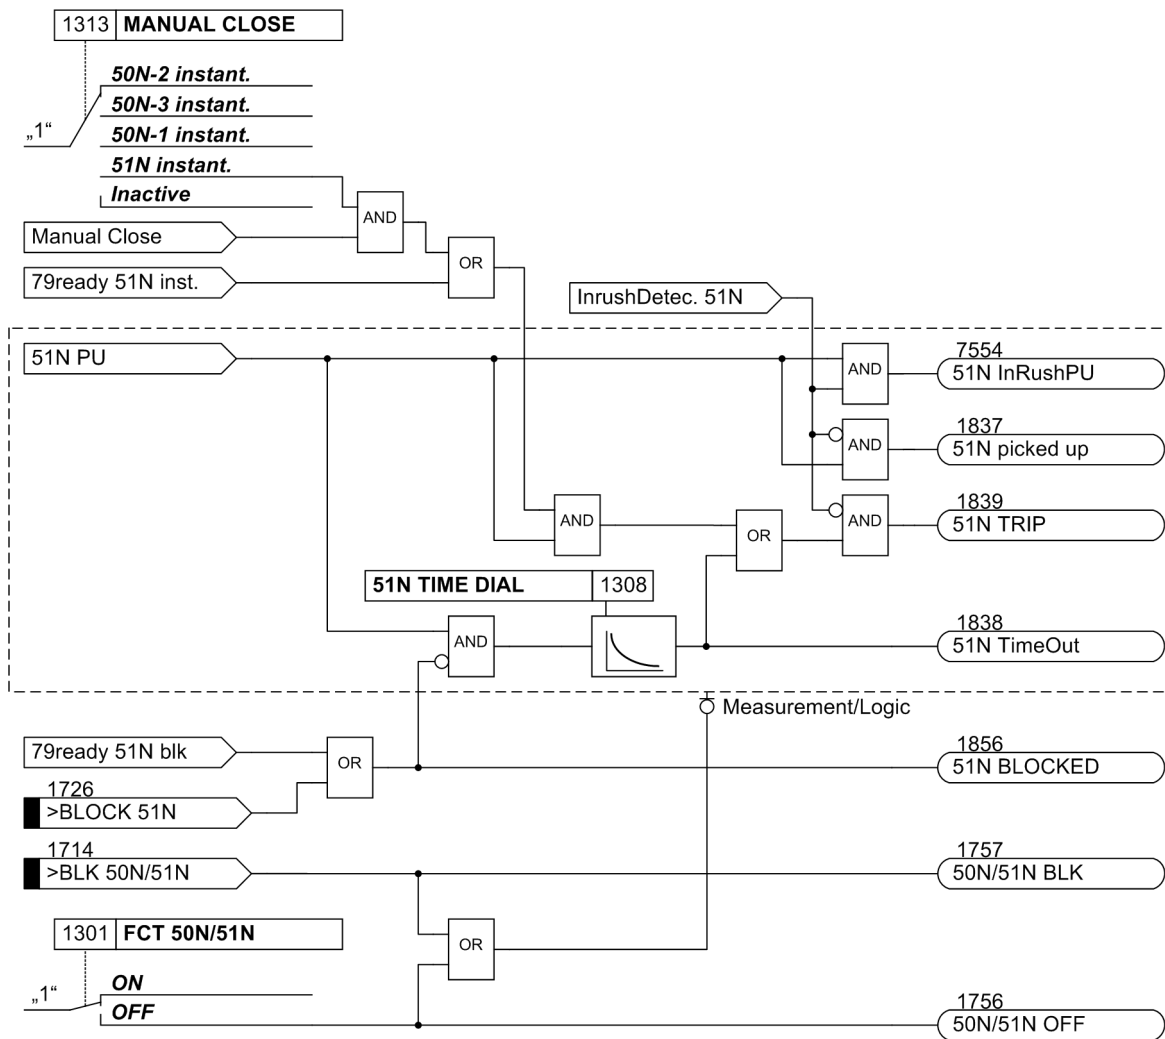 1313 MANUAL CLOSE
50N-2 instant.
50N-3 instant.
„1“
50N-1 instant.
51N instant.
Inactive
AND
Manual Close
OR
79ready 51N inst.
InrushDetec. 51N
51N PU
AND
7554
51N InRushPU
AND
1837
51N picked up
AND
OR
AND
1839
51N TRIP
51N TIME DIAL 1308
AND
1838
51N TimeOut
Measurement/Logic
79ready 51N blk
OR
1856
51N BLOCKED
1726
>BLOCK 51N
1714
>BLK 50N/51N
1757
50N/51N BLK
1301 FCT 50N/51N
OR
„1“
ON
OFF
1756
50N/51N OFF